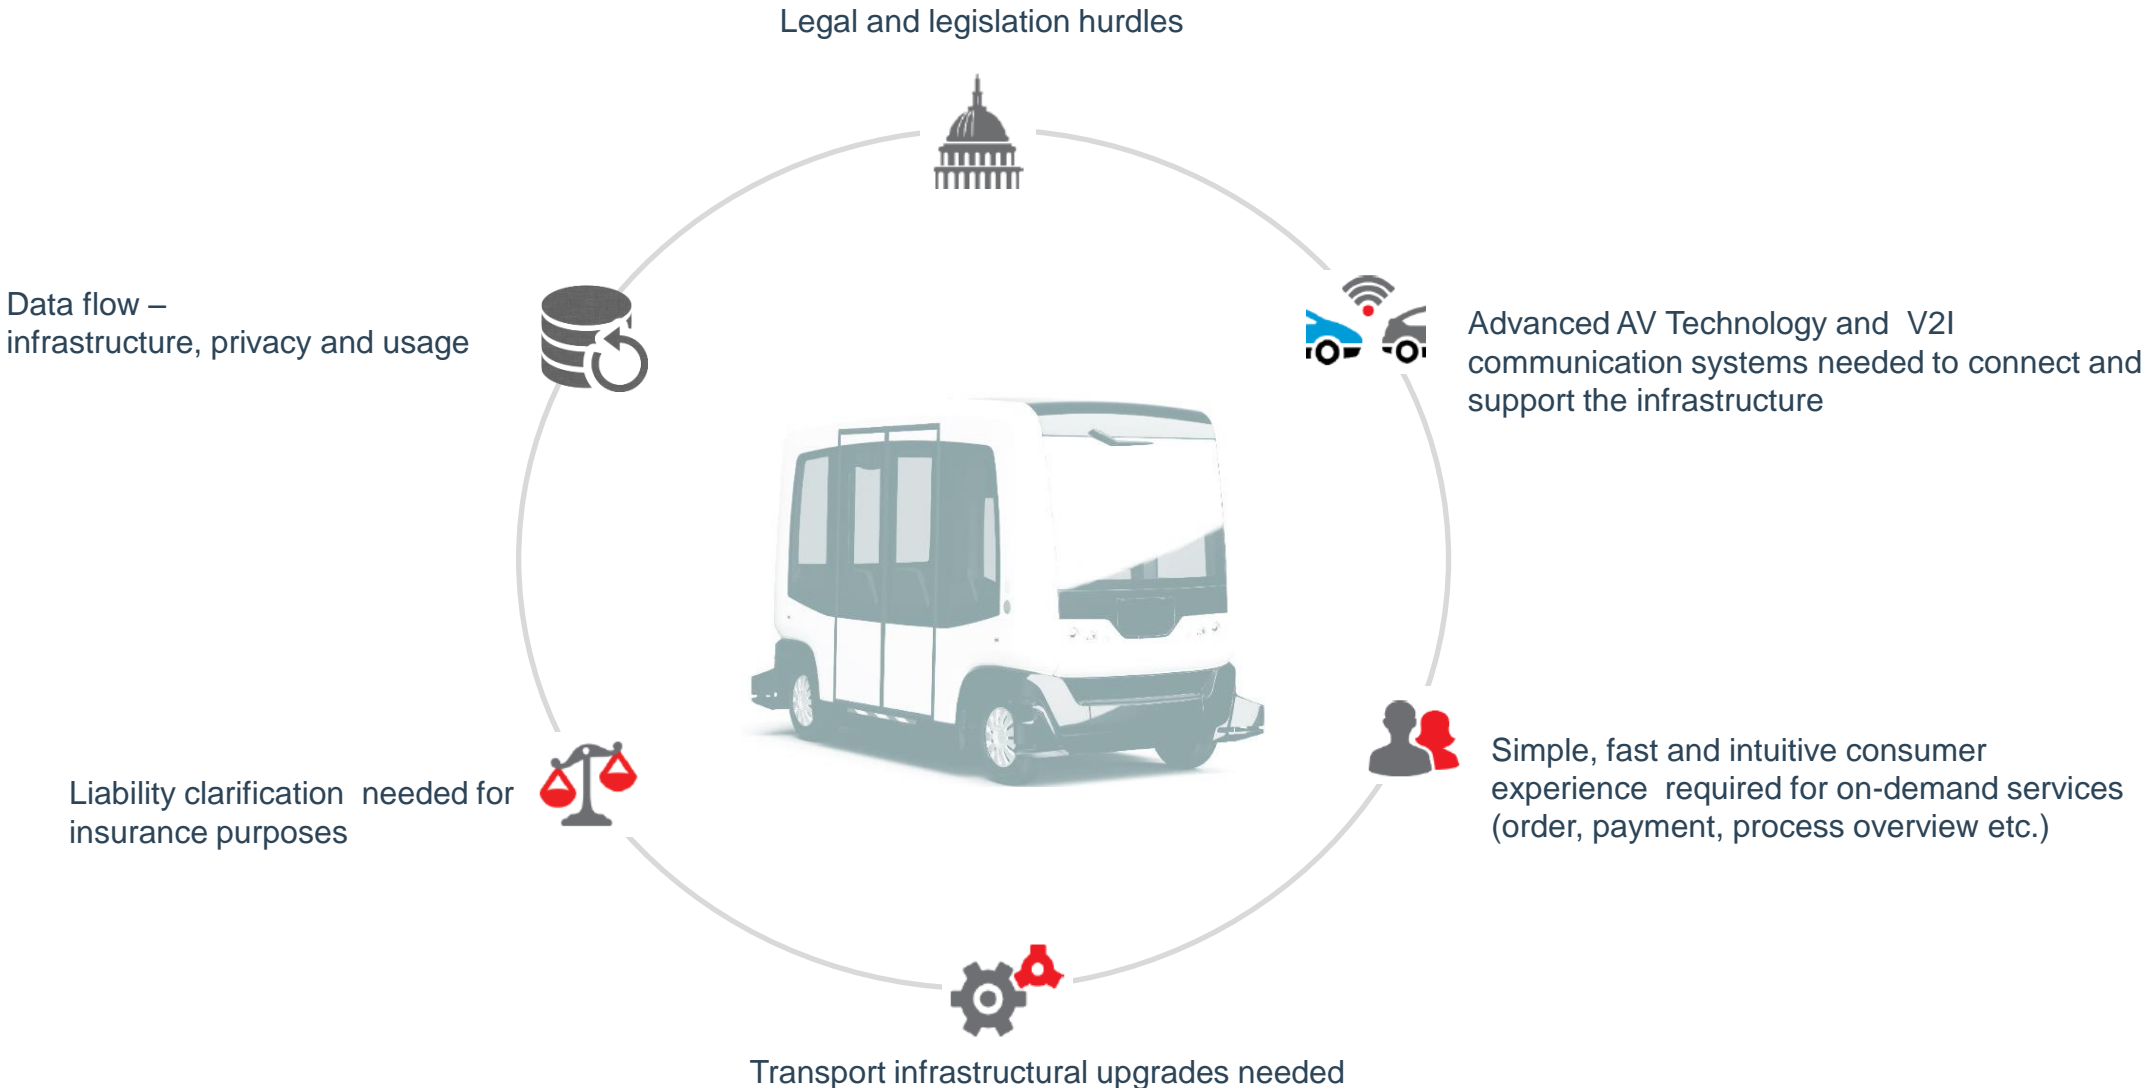 Legal and legislation hurdles
Data flow –
infrastructure, privacy and usage
Advanced AV Technology and  V2I
communication systems needed to connect and
support the infrastructure
Simple, fast and intuitive consumer
experience  required for on-demand services
(order, payment, process overview etc.)
Liability clarification  needed for
insurance purposes
Transport infrastructural upgrades needed